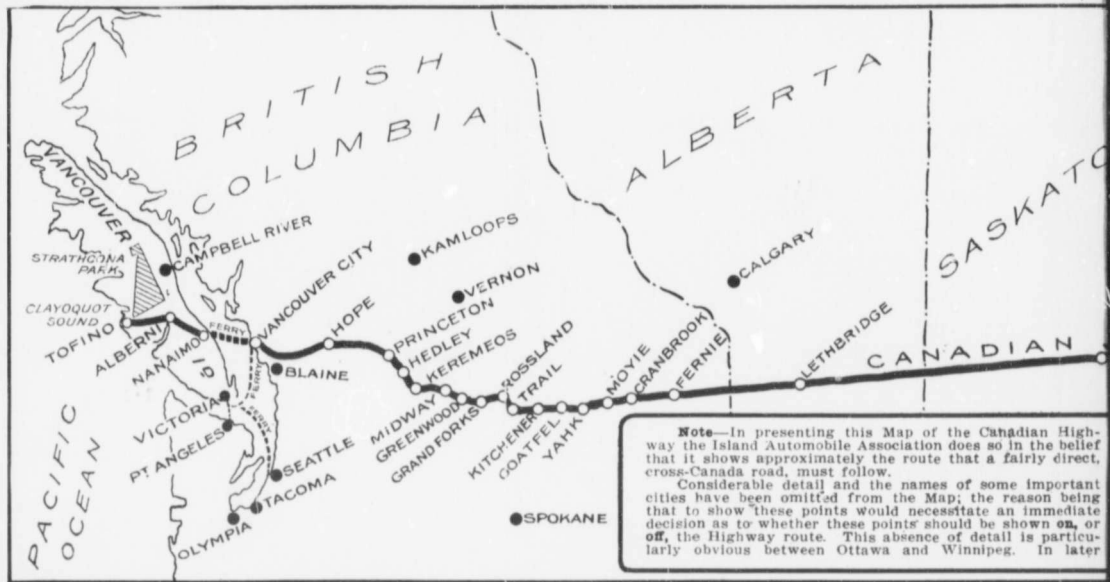 BRITISH
COLUMBIA
ALBERTA
VANCOUVER
ID
STRATHCONA
PARK
CAMPBELL RIVER
CLAYOQUOT
SOUND
TOFINO
ALBERNI
NANAIMO
FERRY
VANCOUVER CITY
HOPE
KAMLOOPS
VERNON
PRINCETON
HEDLEY
KEREMEOS
MIDWAY
GREENWOOD
GRAND FORKS
ROSSLAND
TRAIL
KITCHENER
GOATFEL
YAHK
MOYIE
CRANBROOK
FERNIE
CALGARY
LETHBRIDGE
CANADIAN
BLAINE
FERRY
FERRY
VICTORIA
PT. ANGELES
SEATTLE
TACOMA
OLYMPIA
SPOKANE
PACIFIC
OCEAN
SASKATC
Note—In presenting this Map of the Canadian High-
way the Island Automobile Association does so in the belief
that it shows approximately the route that a fairly direct,
cross-Canada road, must follow.
Considerable detail and the names of some important
cities have been omitted from the Map; the reason being
that to show these points would necessitate an immediate
decision as to whether these points should be shown on, or
off, the Highway route. This absence of detail is particu-
larly obvious between Ottawa and Winnipeg. In later